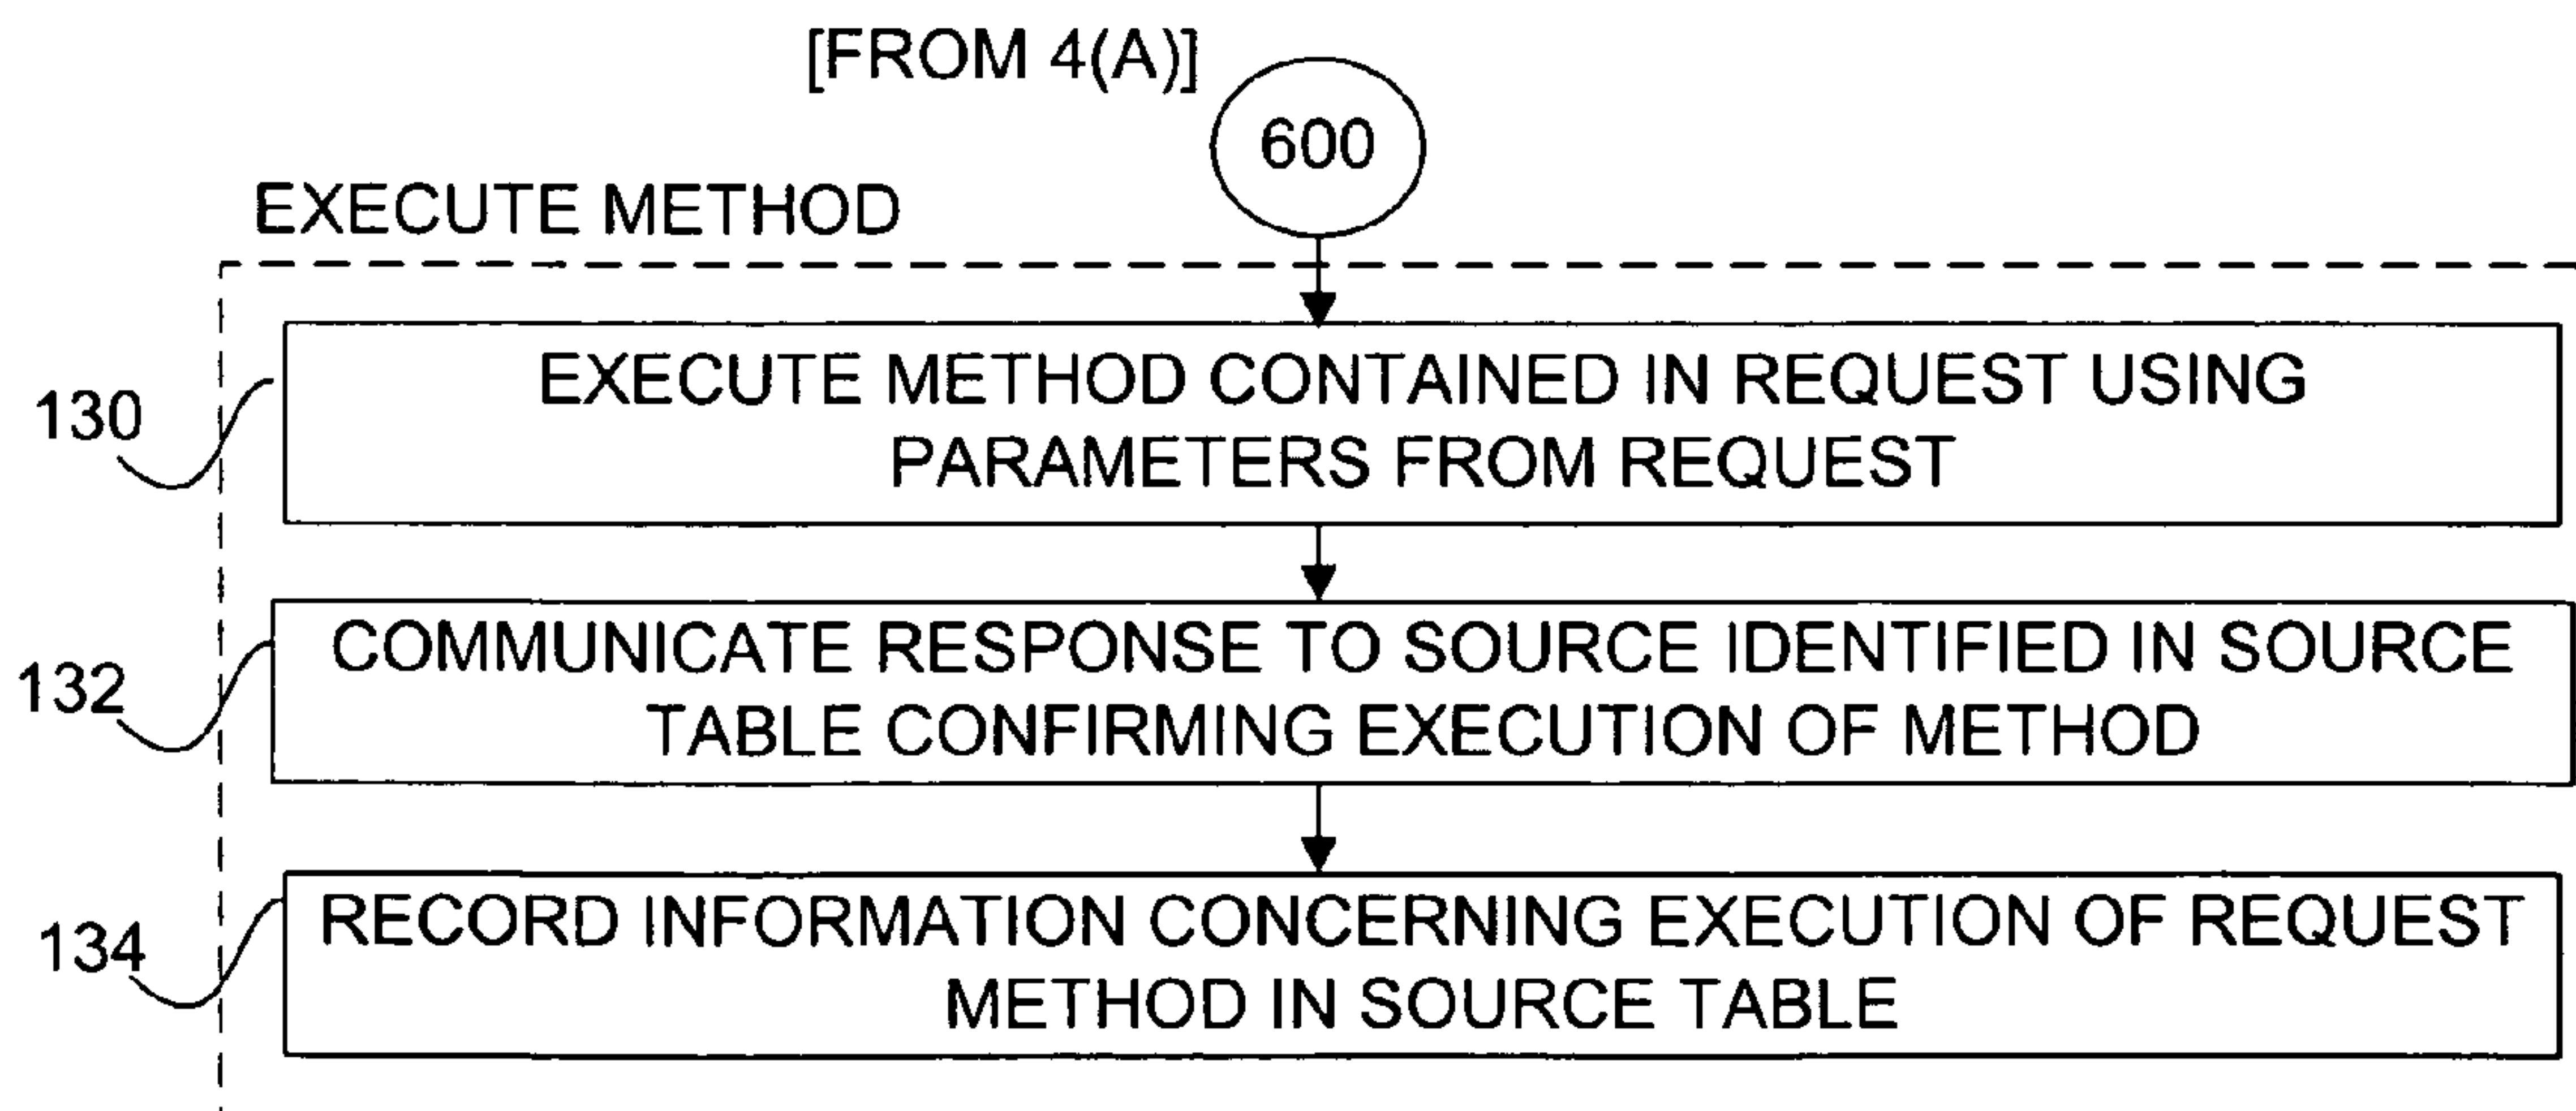 [FROM 4(A)]
600
EXECUTE METHOD
130
EXECUTE METHOD CONTAINED IN REQUEST USING
PARAMETERS FROM REQUEST
132
COMMUNICATE RESPONSE TO SOURCE IDENTIFIED IN SOURCE
TABLE CONFIRMING EXECUTION OF METHOD
134
RECORD INFORMATION CONCERNING EXECUTION OF REQUEST
METHOD IN SOURCE TABLE